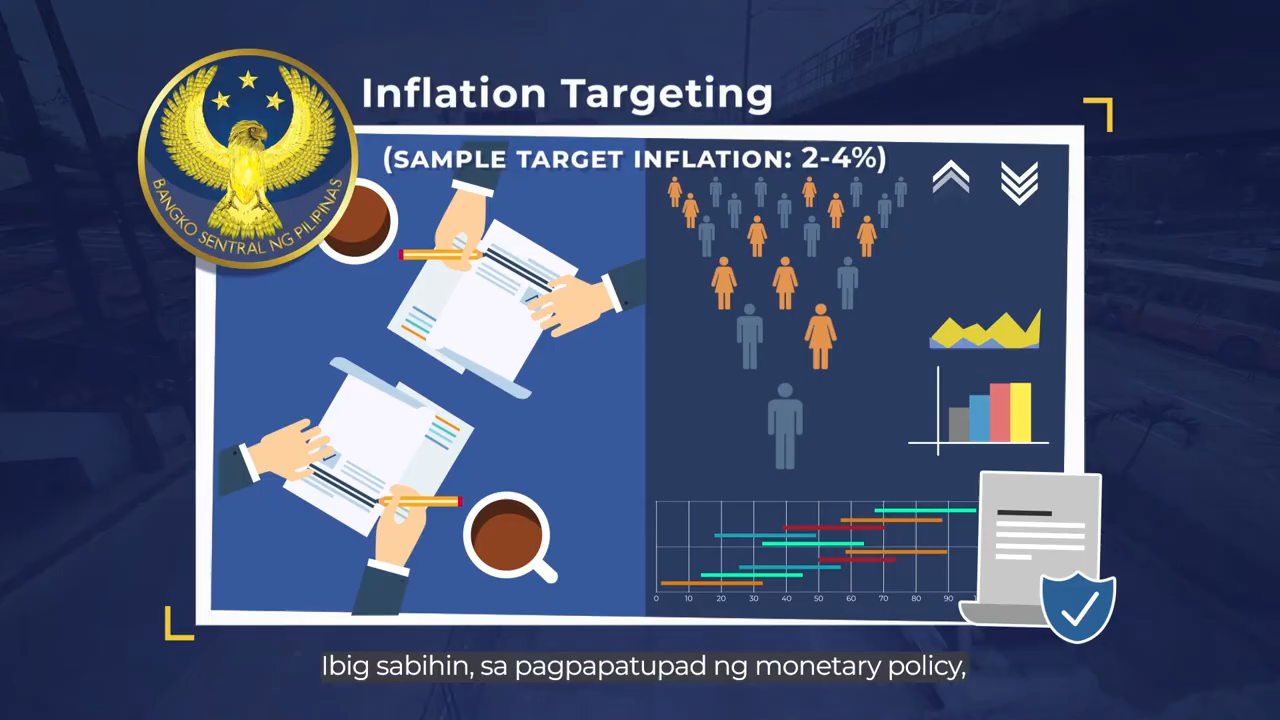 Inflation Targeting
(SAMPLE TARGET INFLATION: 2-4%)
BANGKO SENTRAL NG PILIPINAS
0 10 20 30 40 50 60 70 80 90
Ibig sabihin, sa pagpapatupad ng monetary policy,